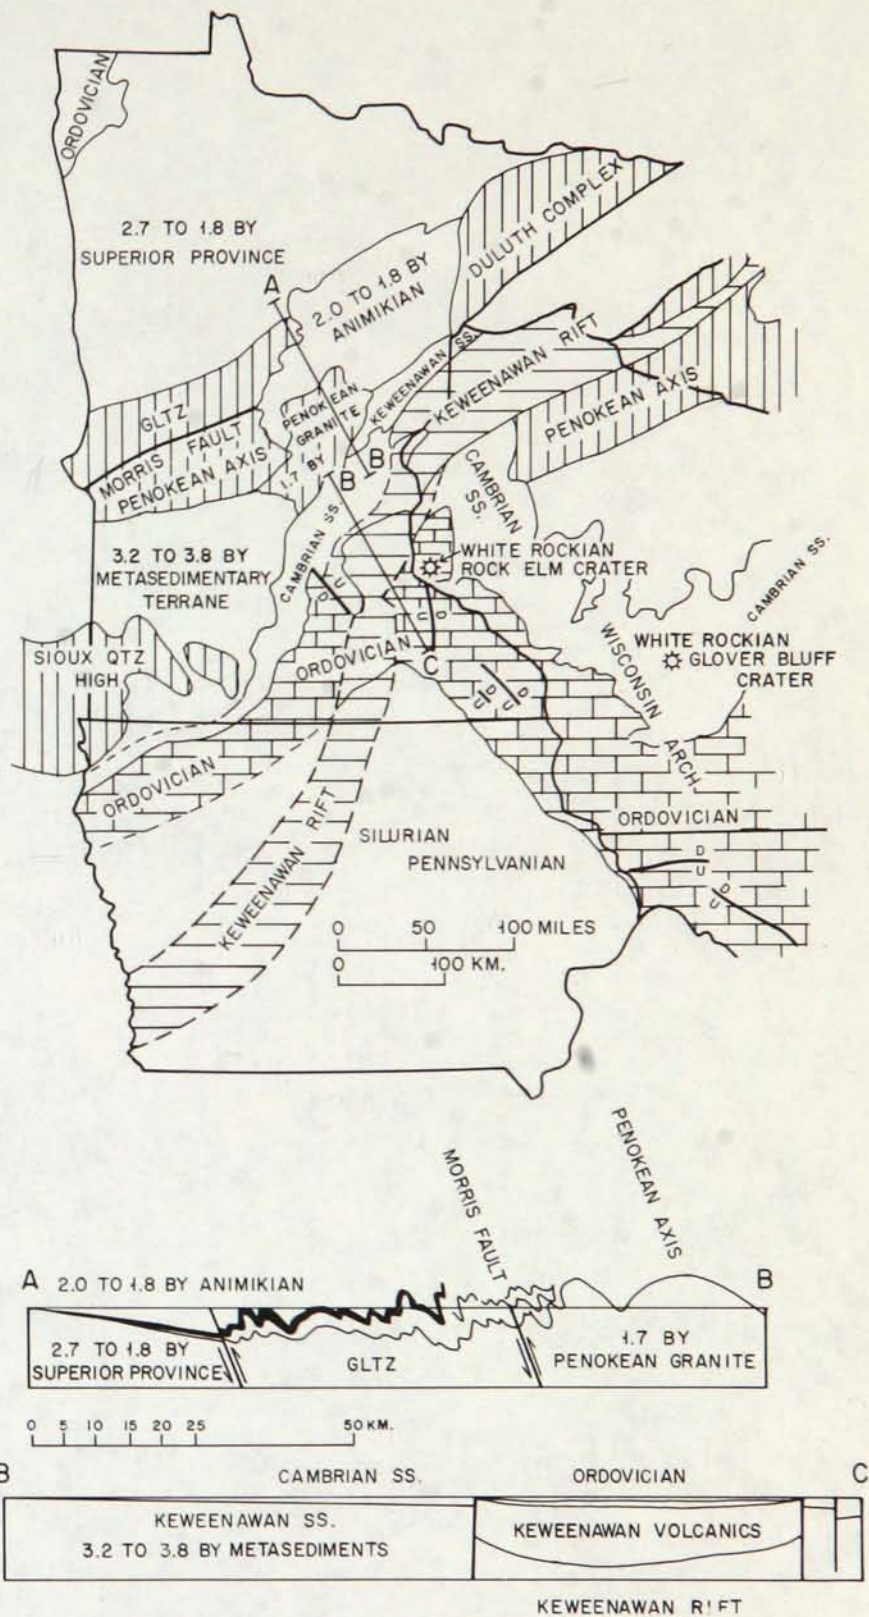 ORDOVICIAN
2.7 TO 1.8 BY
SUPERIOR PROVINCE
A
2.0 TO 1.8 BY
ANIMIKIAN
DULUTH COMPLEX
KEWEENAWAN SS.
KEWEENAWAN RIFT
PENOKEAN AXIS
GLTZ
MORRIS FAULT
PENOKEAN AXIS
PENOKEAN
GRANITE
1.7 BY
B
B
CAMBRIAN
SS.
CAMBRIAN SS.
3.2 TO 3.8 BY
METASEDIMENTARY
TERRANE
WHITE ROCKIAN
ROCK ELM CRATER
CAMBRIAN SS.
U
D
U
D
SIOUX QTZ
HIGH
ORDOVICIAN
C
WISCONSIN
ARCH
WHITE ROCKIAN
GLOVER BLUFF
CRATER
D
U
D
U
ORDOVICIAN
KEWEENAWAN RIFT
SILURIAN
PENNSYLVANIAN
ORDOVICIAN
D
U
D
U
0 50 100 MILES
0 100 KM.
MORRIS FAULT
PENOKEAN AXIS
A
2.0 TO 1.8 BY ANIMIKIAN
B
2.7 TO 1.8 BY
SUPERIOR PROVINCE
GLTZ
1.7 BY
PENOKEAN GRANITE
0 5 10 15 20 25 50 KM.
B
CAMBRIAN SS.
ORDOVICIAN
C
KEWEENAWAN SS.
3.2 TO 3.8 BY METASEDIMENTS
KEWEENAWAN VOLCANICS
KEWEENAWAN RIFT